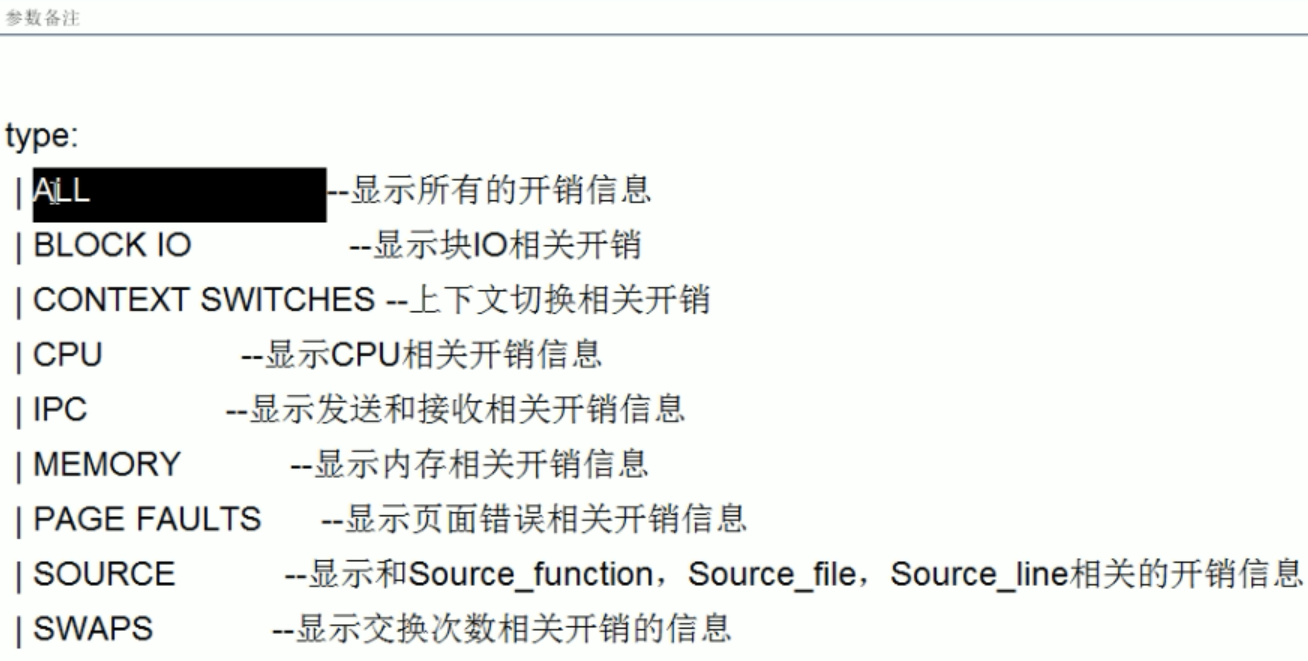 参数备注
type:
| ALL --显示所有的开销信息
| BLOCK IO --显示块IO相关开销
| CONTEXT SWITCHES --上下文切换相关开销
| CPU --显示CPU相关开销信息
| IPC --显示发送和接收相关开销信息
| MEMORY --显示内存相关开销信息
| PAGE FAULTS --显示页面错误相关开销信息
| SOURCE --显示和Source_function，Source_file，Source_line相关的开销信息
| SWAPS --显示交换次数相关开销的信息